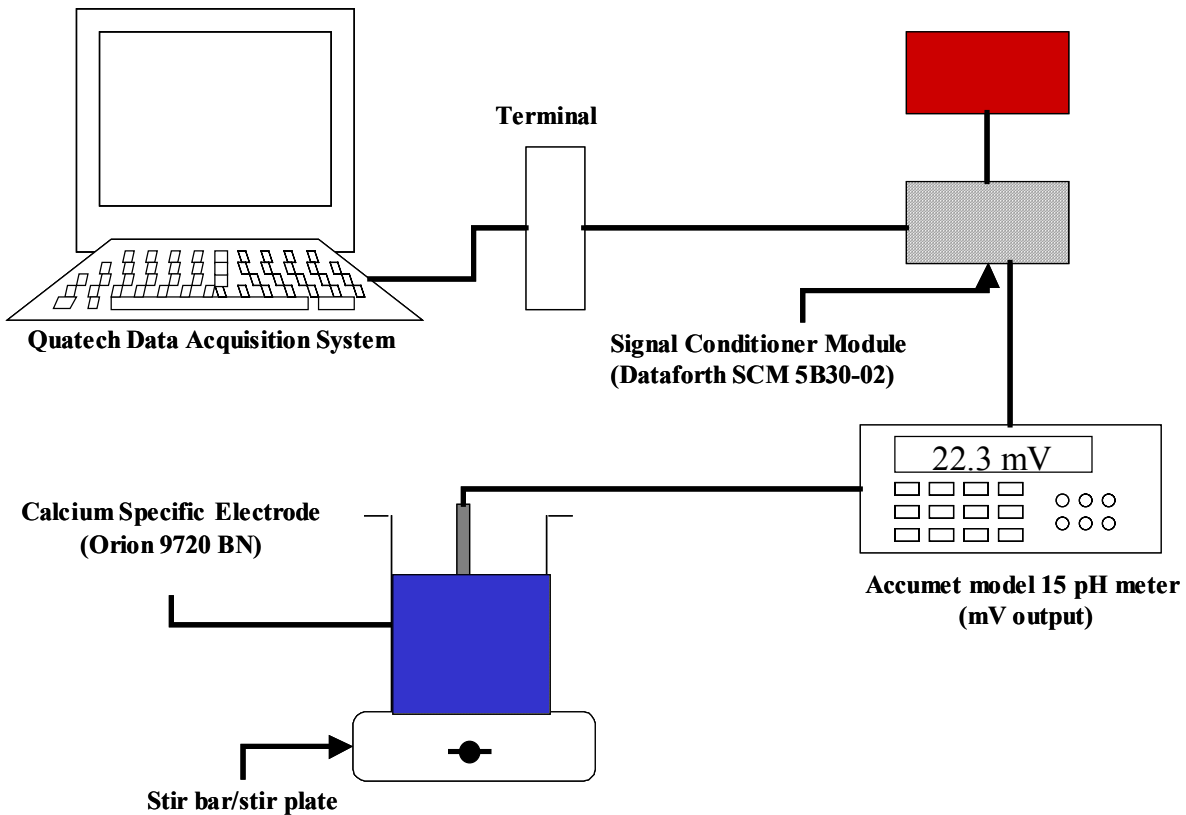 Terminal
Quatech Data Acquisition System
Signal Conditioner Module
(Dataforth SCM 5B30-02)
22.3 mV
Calcium Specific Electrode
(Orion 9720 BN)
Accumet model 15 pH meter
(mV output)
Stir bar/stir plate